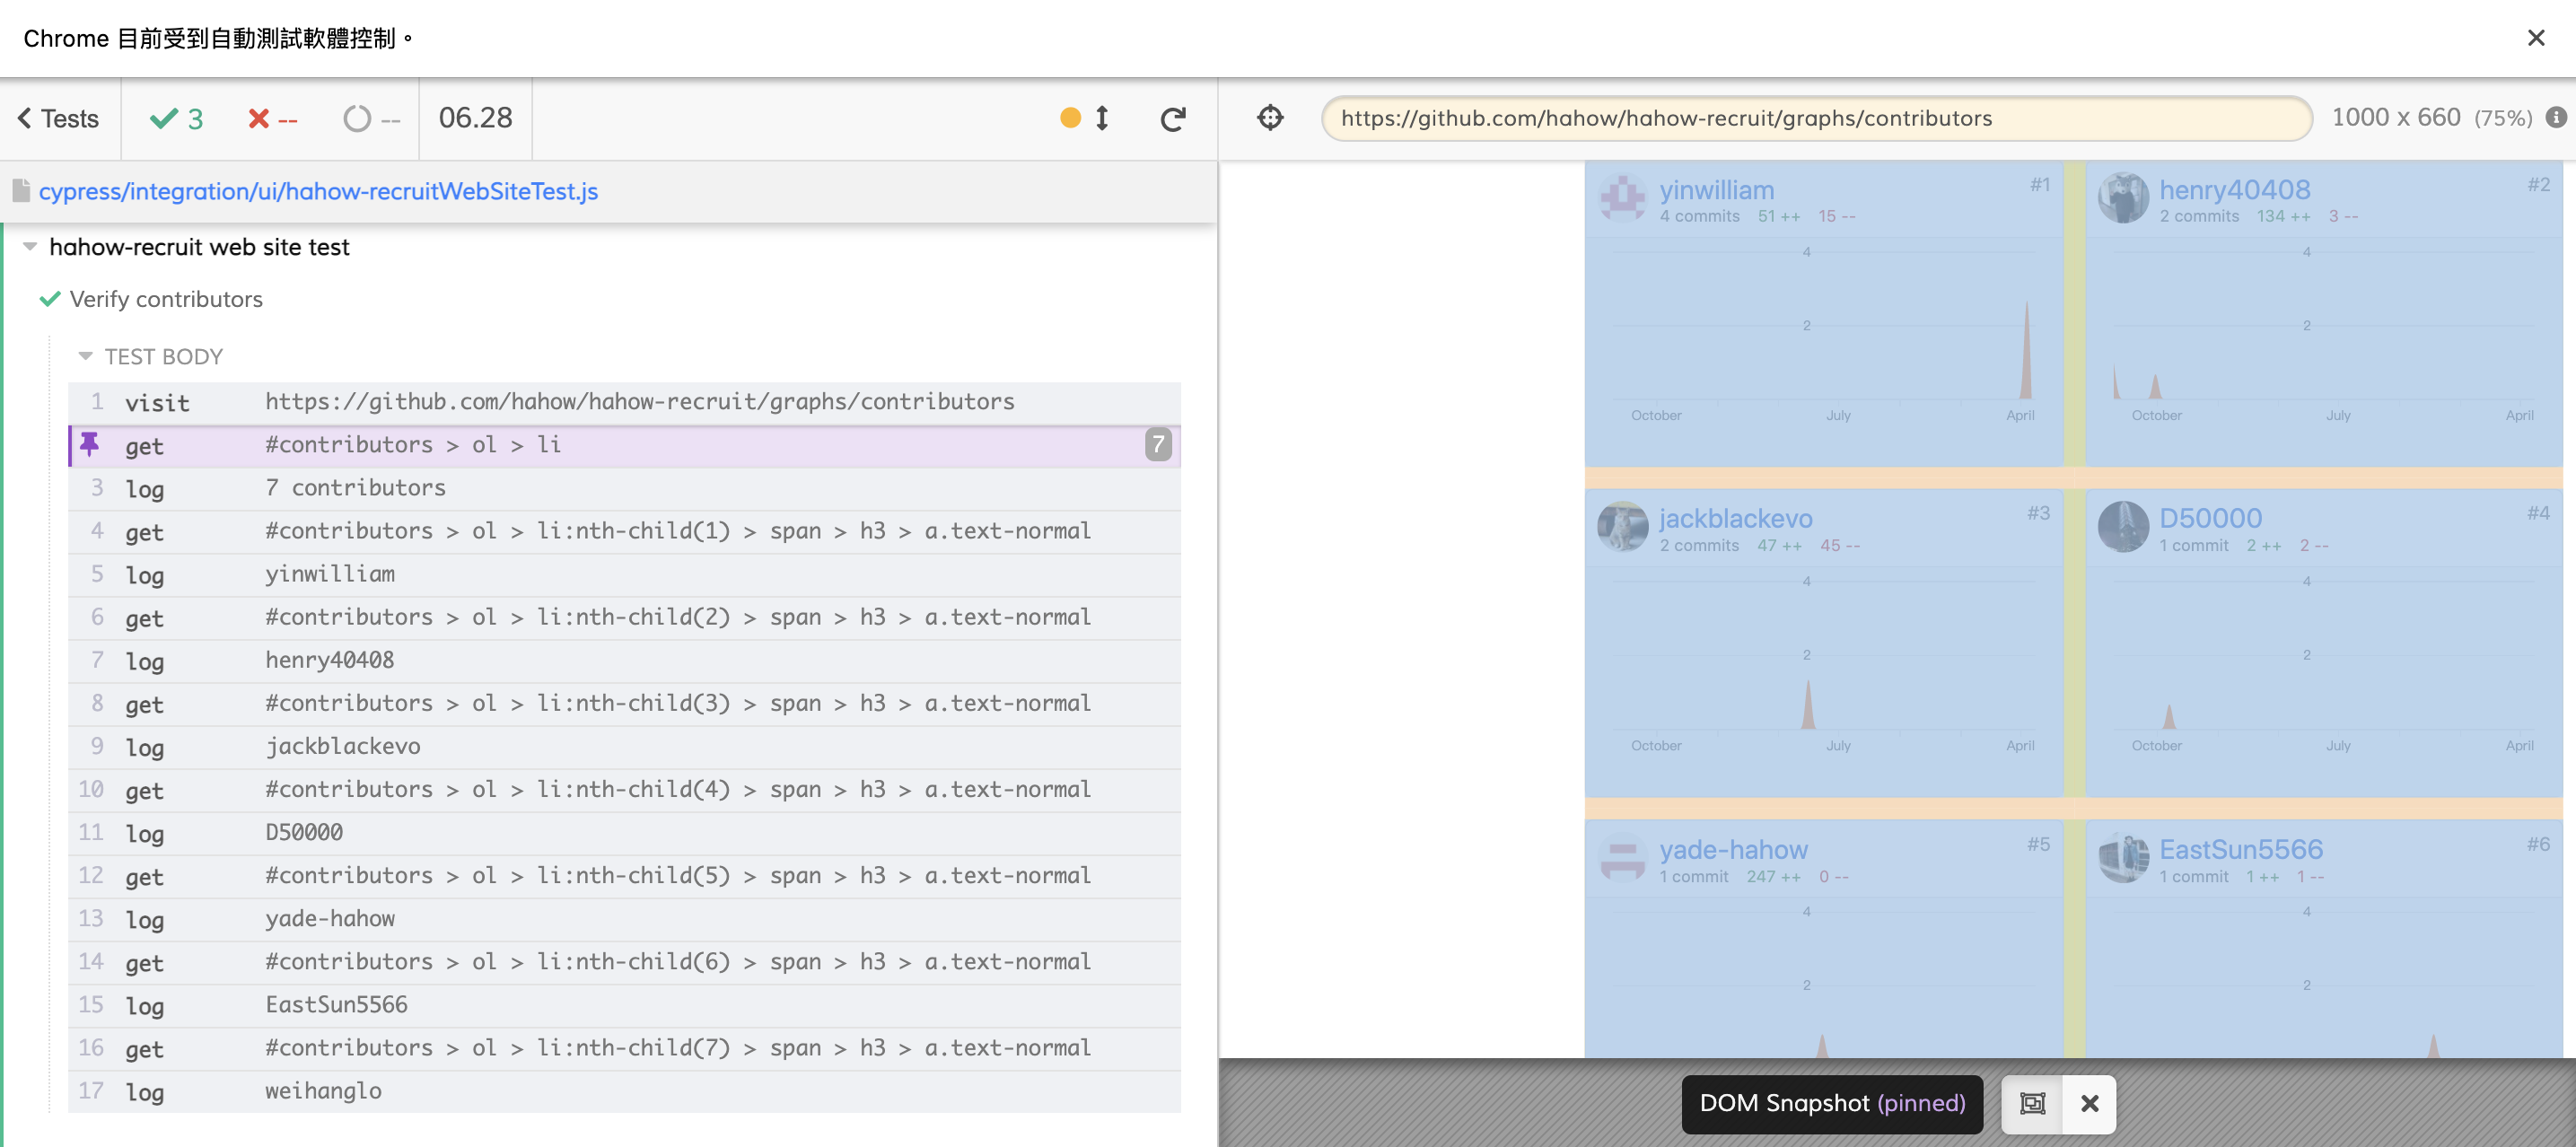 Chrome 目前受到自動測試軟體控制。
Tests 3 -- -- 06.28
https://github.com/hahow/hahow-recruit/graphs/contributors 1000 x 660 (75%)
cypress/integration/ui/hahow-recruitWebSiteTest.js
hahow-recruit web site test
Verify contributors
TEST BODY
1 visit https://github.com/hahow/hahow-recruit/graphs/contributors
get #contributors > ol > li 7
3 log 7 contributors
4 get #contributors > ol > li:nth-child(1) > span > h3 > a.text-normal
5 log yinwilliam
6 get #contributors > ol > li:nth-child(2) > span > h3 > a.text-normal
7 log henry40408
8 get #contributors > ol > li:nth-child(3) > span > h3 > a.text-normal
9 log jackblackevo
10 get #contributors > ol > li:nth-child(4) > span > h3 > a.text-normal
11 log D50000
12 get #contributors > ol > li:nth-child(5) > span > h3 > a.text-normal
13 log yade-hahow
14 get #contributors > ol > li:nth-child(6) > span > h3 > a.text-normal
15 log EastSun5566
16 get #contributors > ol > li:nth-child(7) > span > h3 > a.text-normal
17 log weihanglo
yinwilliam #1
4 commits 51 ++ 15 --
4
2
October July April
henry40408 #2
2 commits 134 ++ 3 --
4
2
October July April
jackblackevo #3
2 commits 47 ++ 45 --
4
2
October July April
D50000 #4
1 commit 2 ++ 2 --
4
2
October July April
yade-hahow #5
1 commit 247 ++ 0 --
4
2
EastSun5566 #6
1 commit 1 ++ 1 --
4
2
DOM Snapshot (pinned)